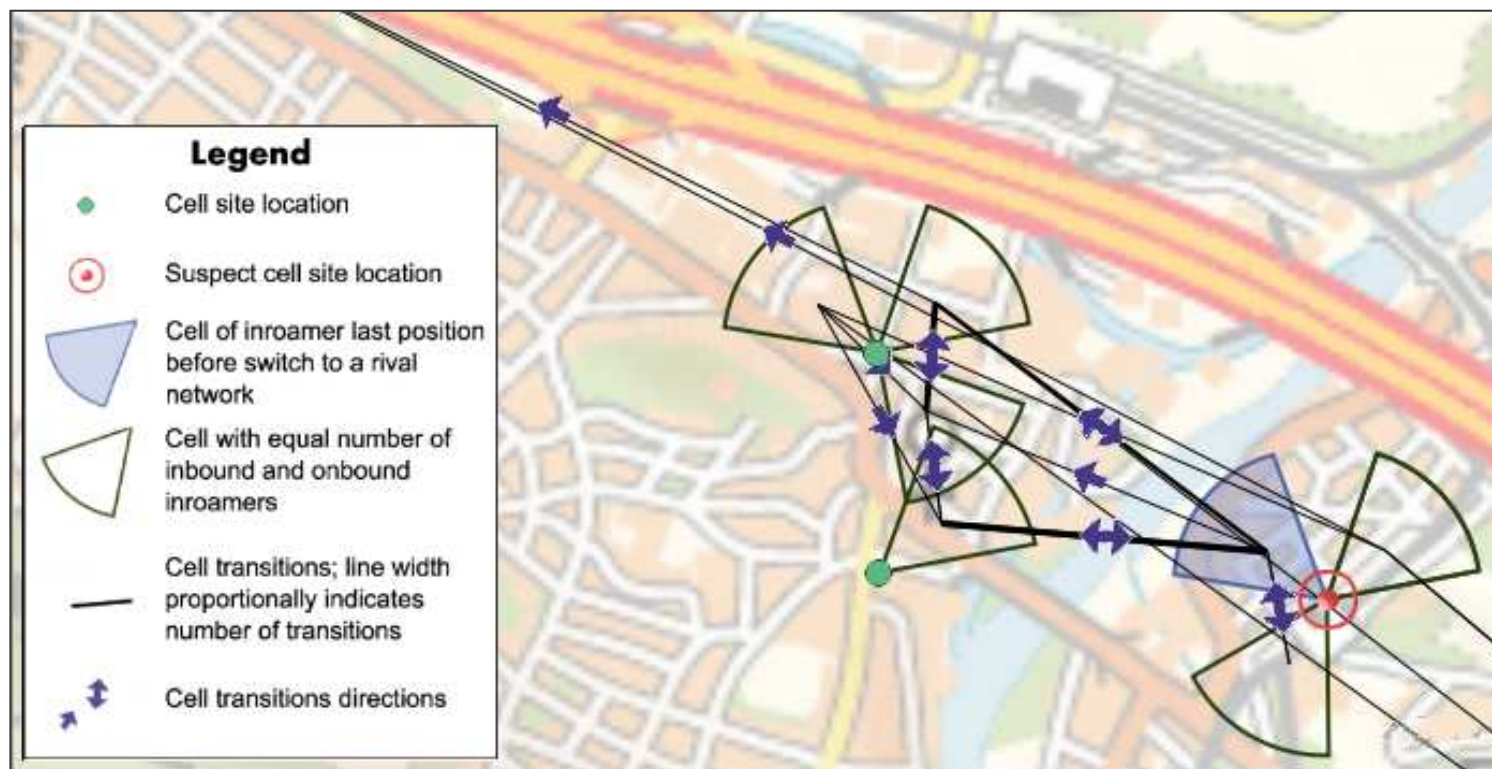 Legend
Cell site location
Suspect cell site location
Cell of inroamer last position
before switch to a rival
network
Cell with equal number of
inbound and onbound
inroamers
Cell transitions; line width
proportionally indicates
number of transitions
Cell transitions directions